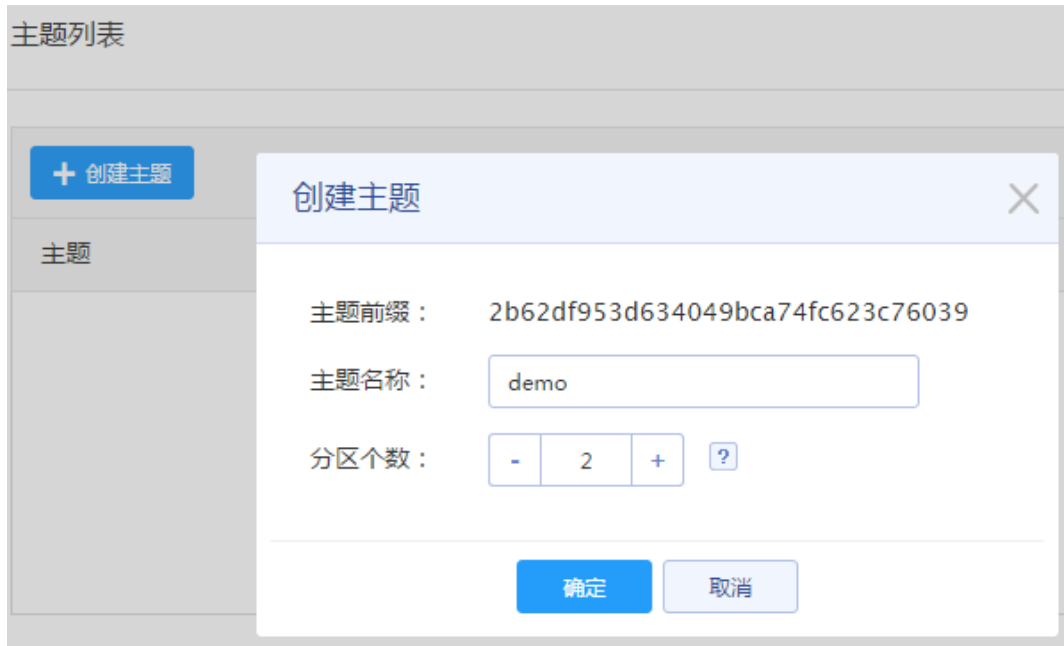 主题列表
+ 创建主题
主题
创建主题
主题前缀： 2b62df953d634049bca74fc623c76039
主题名称： demo
分区个数： - 2 + ?
确定 取消